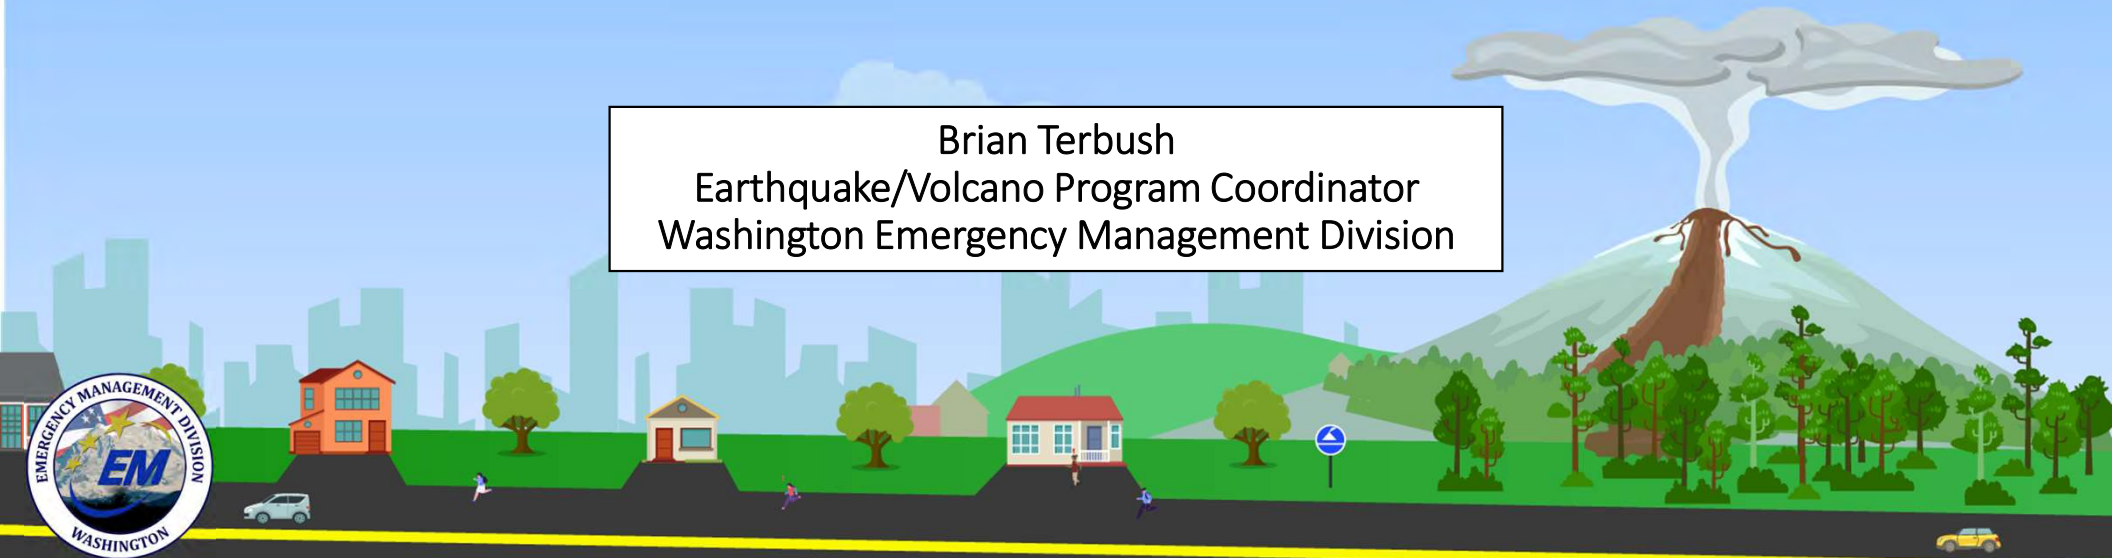 Brian Terbush
Earthquake/Volcano Program Coordinator
Washington Emergency Management Division
EMERGENCY MANAGEMENT DIVISION
EM
WASHINGTON